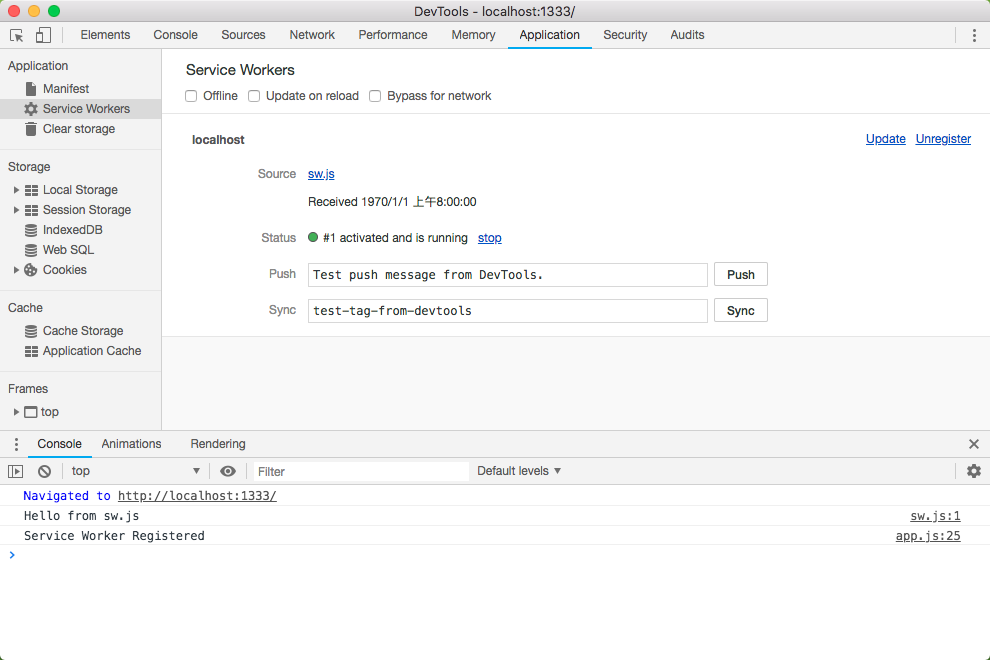 DevTools - localhost:1333/
Elements Console Sources Network Performance Memory Application Security Audits
Application
Manifest
Service Workers
Clear storage
Storage
Local Storage
Session Storage
IndexedDB
Web SQL
Cookies
Cache
Cache Storage
Application Cache
Frames
top
Service Workers
Offline Update on reload Bypass for network
localhost Update Unregister
Source sw.js
Received 1970/1/1 上午8:00:00
Status #1 activated and is running stop
Push Test push message from DevTools. Push
Sync test-tag-from-devtools Sync
Console Animations Rendering
top Filter Default levels
Navigated to http://localhost:1333/
Hello from sw.js sw.js:1
Service Worker Registered app.js:25